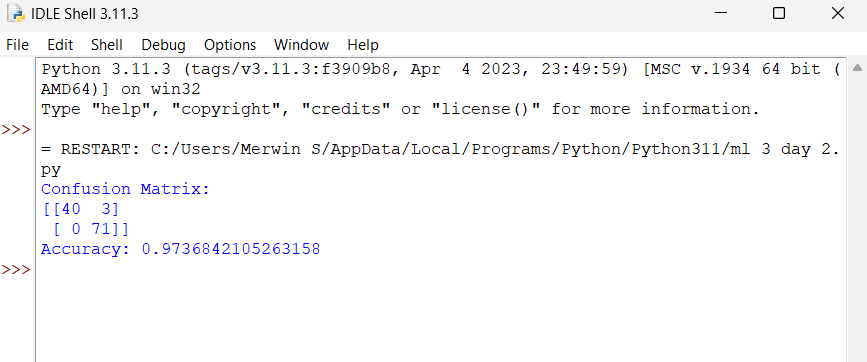 IDLE Shell 3.11.3
File Edit Shell Debug Options Window Help
Python 3.11.3 (tags/v3.11.3:f3909b8, Apr  4 2023, 23:49:59) [MSC v.1934 64 bit (
AMD64)] on win32
Type "help", "copyright", "credits" or "license()" for more information.
>>>
= RESTART: C:/Users/Merwin S/AppData/Local/Programs/Python/Python311/ml 3 day 2.
py
Confusion Matrix:
[[40  3]
 [ 0 71]]
Accuracy: 0.9736842105263158
>>>